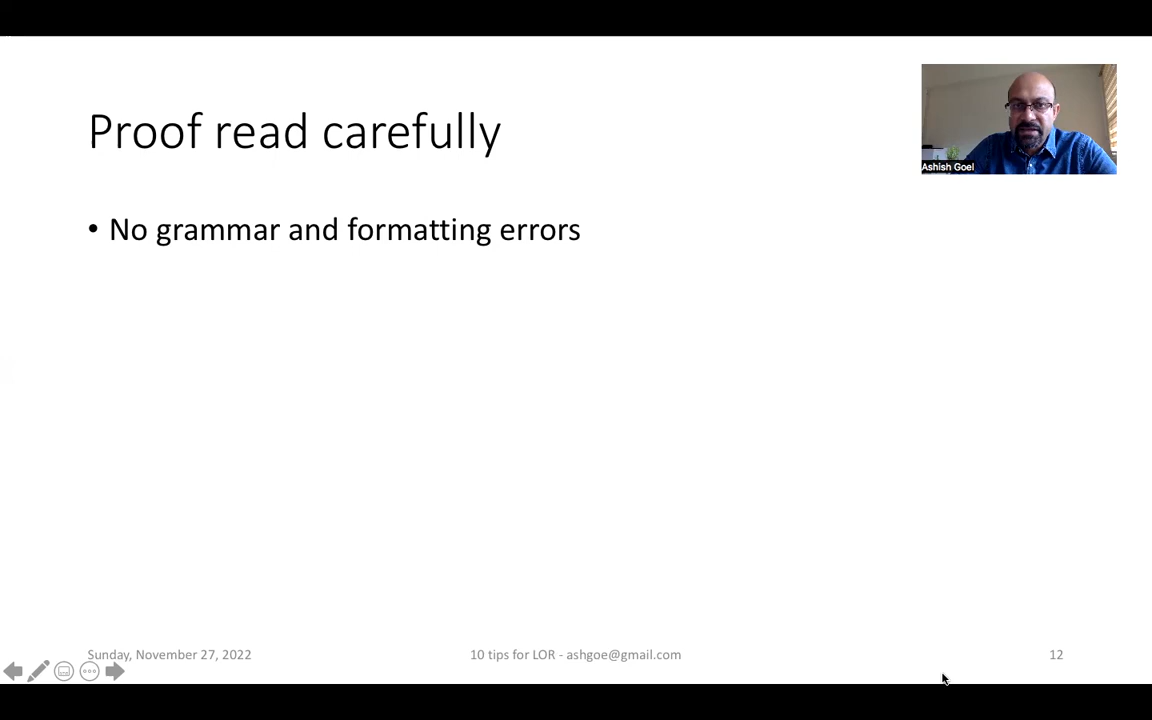 Proof read carefully
Ashish Goel
• No grammar and formatting errors
Sunday, November 27, 2022
10 tips for LOR - ashgoe@gmail.com
12